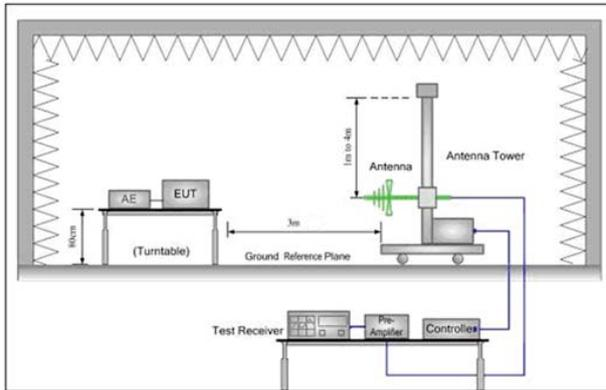 1m to 4m
Antenna
Antenna Tower
AE
EUT
80cm
3m
(Turntable)
Ground Reference Plane
Test Receiver
Pre-
Amplifier
Controller